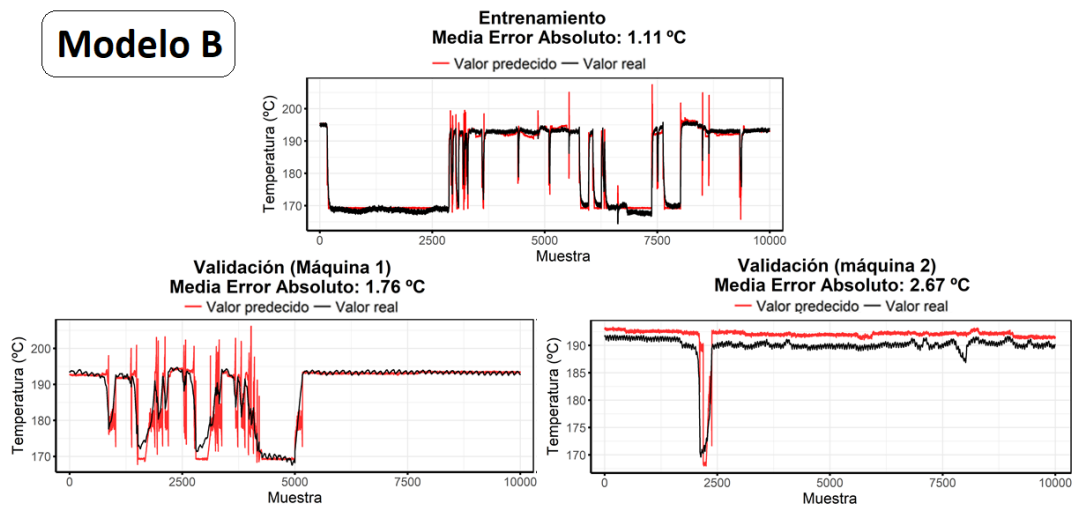 Modelo B
Entrenamiento
Media Error Absoluto: 1.11 ºC
Valor predecido Valor real
Temperatura (ºC)
200
190
180
170
0 2500 5000 7500 10000
Muestra
Validación (Máquina 1)
Media Error Absoluto: 1.76 ºC
Valor predecido Valor real
Temperatura (ºC)
200
190
180
170
0 2500 5000 7500 10000
Muestra
Validación (máquina 2)
Media Error Absoluto: 2.67 ºC
Valor predecido Valor real
Temperatura (ºC)
190
185
180
175
170
0 2500 5000 7500 10000
Muestra